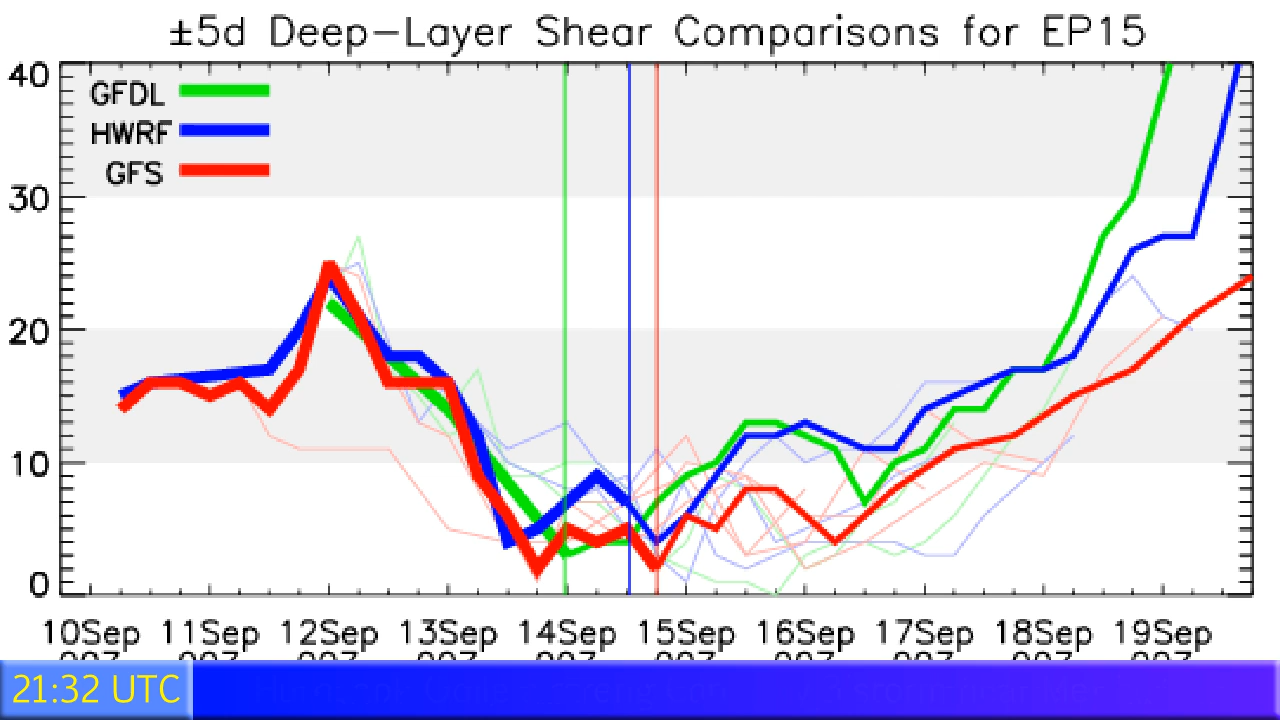 ±5d Deep-Layer Shear Comparisons for EP15
40
GFDL
HWRF
GFS
30
20
10
0
10Sep 11Sep 12Sep 13Sep 14Sep 15Sep 16Sep 17Sep 18Sep 19Sep
21:32 UTC